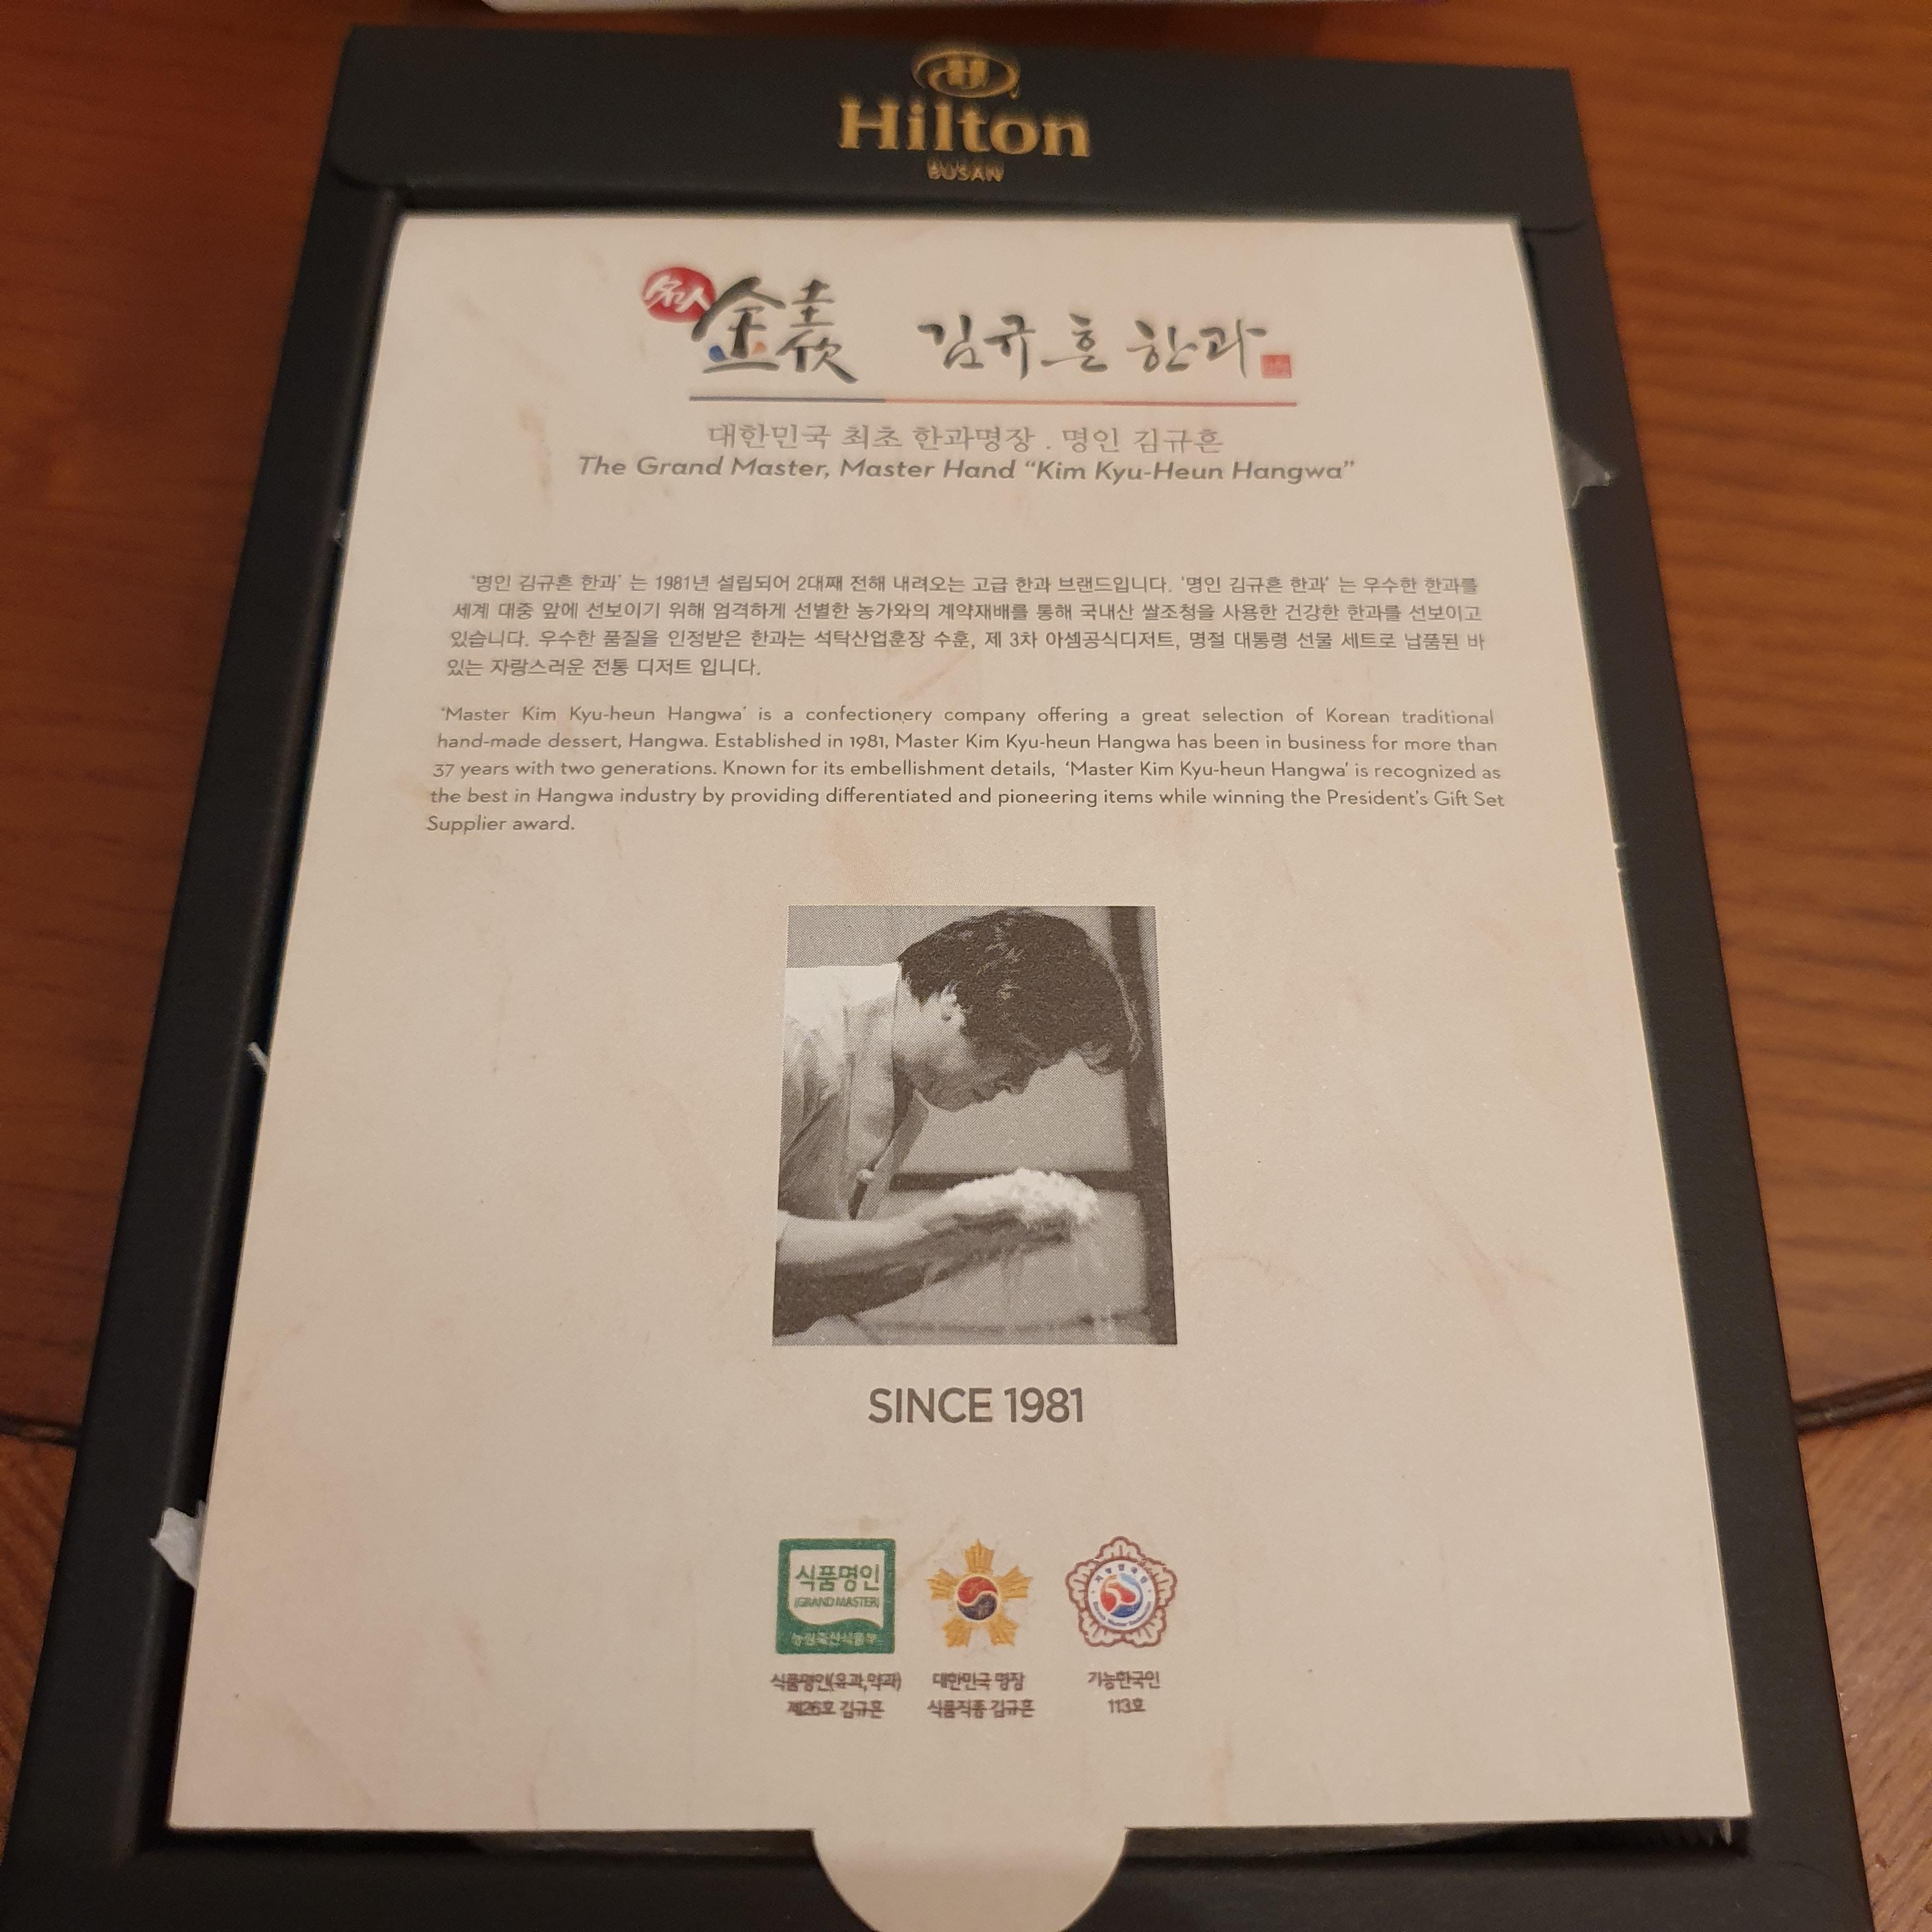 Hilton
BUSAN
名人
김규흔 한과
대한민국 최초 한과명장 . 명인 김규흔
The Grand Master, Master Hand “Kim Kyu-Heun Hangwa”
‘명인 김규흔 한과’ 는 1981년 설립되어 2대째 전해 내려오는 고급 한과 브랜드입니다. ‘명인 김규흔 한과’ 는 우수한 한과를
세계 대중 앞에 선보이기 위해 엄격하게 선별한 농가와의 계약재배를 통해 국내산 쌀조청을 사용한 건강한 한과를 선보이고
있습니다. 우수한 품질을 인정받은 한과는 석탁산업훈장 수훈, 제 3차 아셈공식디저트, 명절 대통령 선물 세트로 납품된 바
있는 자랑스러운 전통 디저트 입니다.
‘Master Kim Kyu-heun Hangwa’ is a confectionery company offering a great selection of Korean traditional
hand-made dessert, Hangwa. Established in 1981, Master Kim Kyu-heun Hangwa has been in business for more than
37 years with two generations. Known for its embellishment details, ‘Master Kim Kyu-heun Hangwa’ is recognized as
the best in Hangwa industry by providing differentiated and pioneering items while winning the President’s Gift Set
Supplier award.
SINCE 1981
식품명인
(GRAND MASTER)
농림축산식품부
식품명인(유과,약과)
제26호 김규흔
대한민국 명장
식품직종 김규흔
기능한국인
113호